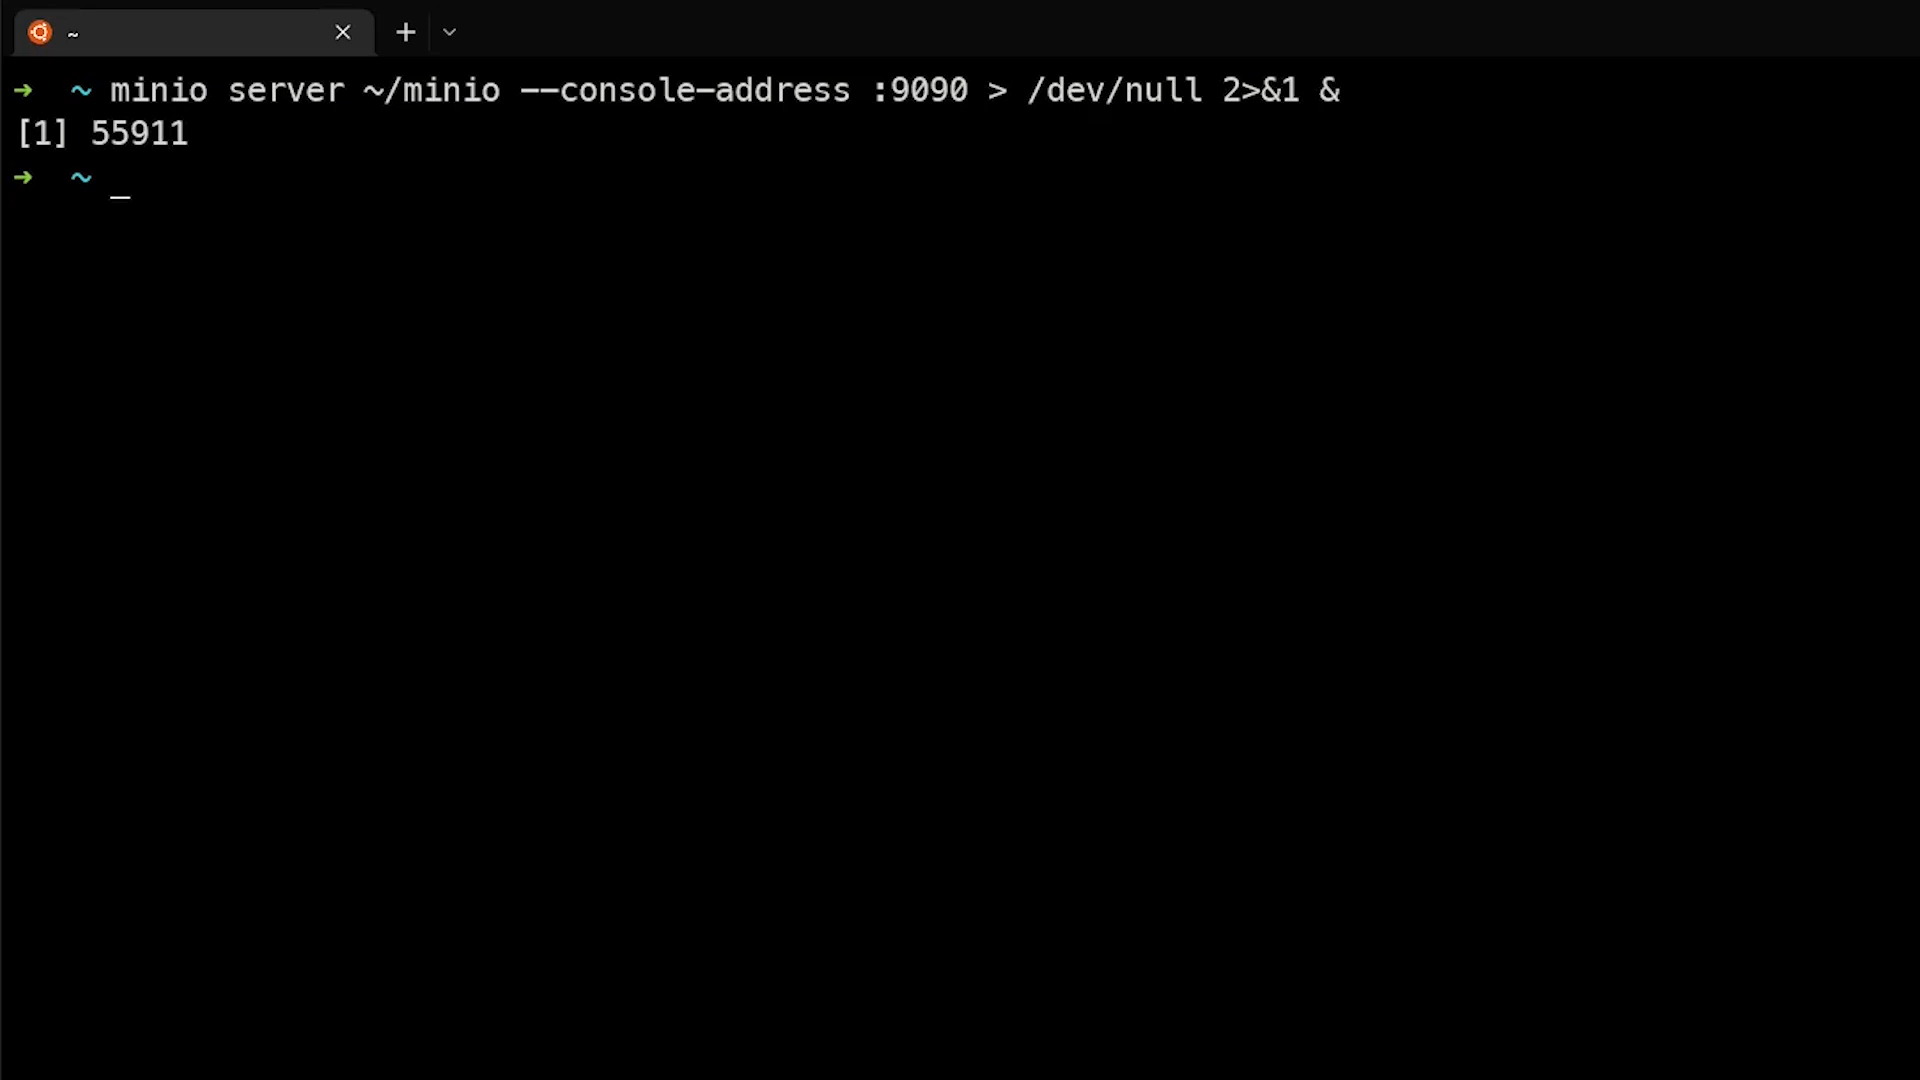 ~
→ ~ minio server ~/minio --console-address :9090 > /dev/null 2>&1 &
[1] 55911
→ ~ _